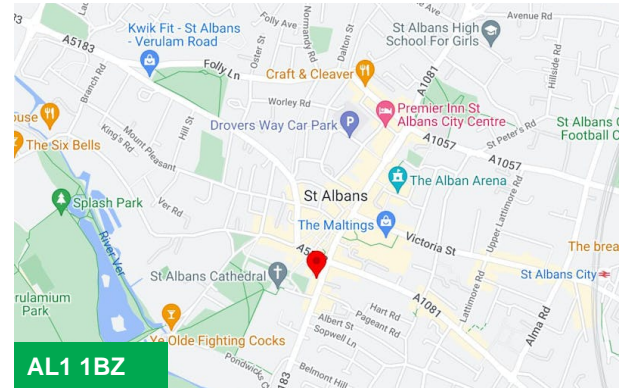 Avenue Rd
Kwik Fit - St Albans
- Verulam Road
Folly Ave
Normandy Rd
St Albans High
School For Girls
A5183
Oster St
Dalton St
Hillside Rd
Folly Ln
Craft & Cleaver
A1081
Branch Rd
Worley Rd
Premier Inn St
Albans City Centre
Drovers Way Car Park
P
St Peter's Rd
St Albans C
Football C
ouse
King's Rd
Mount Pleasant
Hill St
A1057
A1057
The Six Bells
The Alban Arena
Splash Park
St Albans
Ver Rd
The Maltings
Upper Lattimore Rd
River Ver
Victoria St
The brea
St Albans Cathedral
St Albans City
erulamium
Park
Hart Rd
Pageant Rd
A1081
Lattimore Rd
Alma Rd
Albert St
Sopwell Ln
Ye Olde Fighting Cocks
Pondwicks C
Belmont Hill
183
AL1 1BZ